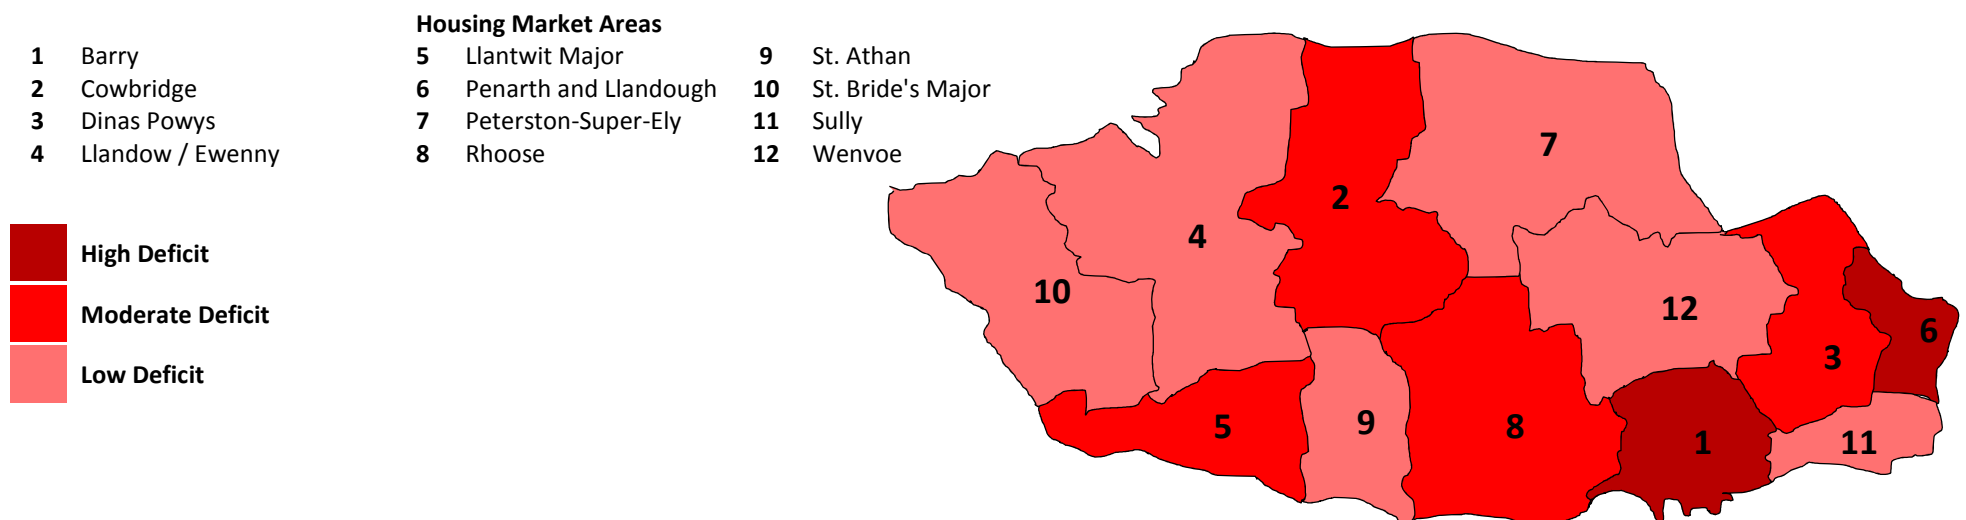 Housing Market Areas
1 Barry 5 Llantwit Major 9 St. Athan
2 Cowbridge 6 Penarth and Llandough 10 St. Bride's Major
3 Dinas Powys 7 Peterston-Super-Ely 11 Sully
4 Llandow / Ewenny 8 Rhoose 12 Wenvoe
High Deficit
Moderate Deficit
Low Deficit
7
2
4
10
12
6
3
5
9
8
1
11